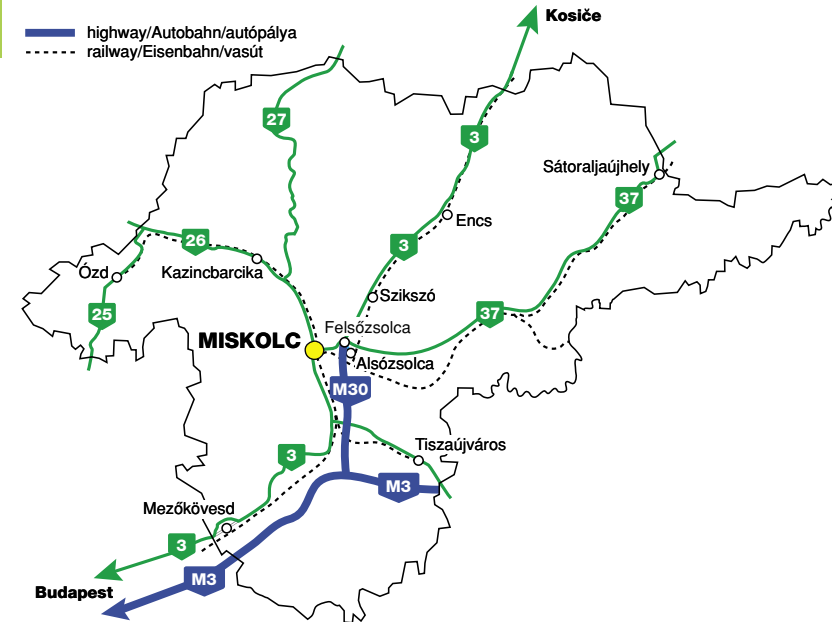 highway/Autobahn/autópálya
railway/Eisenbahn/vasút
Kosiče
27
3
Sátoraljaújhely
37
Encs
26
3
Kazincbarcika
Ózd
Szikszó
25
37
Felsőzsolca
MISKOLC
Alsózsolca
M30
Tiszaújváros
3
M3
Mezőkövesd
3
M3
Budapest